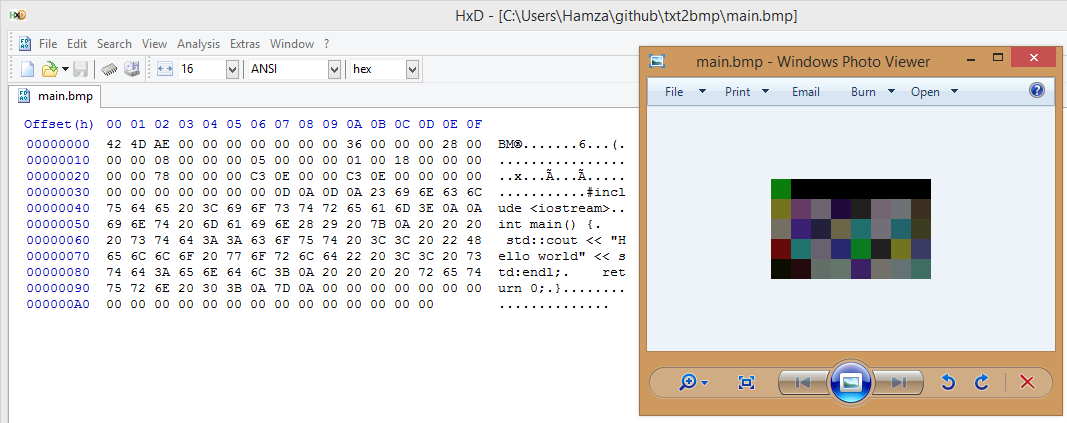 HxD - [C:\Users\Hamza\github\txt2bmp\main.bmp]
File Edit Search View Analysis Extras Window ?
16 ANSI hex
main.bmp
Offset(h) 00 01 02 03 04 05 06 07 08 09 0A 0B 0C 0D 0E 0F
00000000 42 4D AE 00 00 00 00 00 00 00 36 00 00 00 28 00 BM®.......6...(.
00000010 00 00 08 00 00 00 05 00 00 00 01 00 18 00 00 00 ................
00000020 00 00 78 00 00 00 C3 0E 00 00 C3 0E 00 00 00 00 ..x...Ã...Ã.....
00000030 00 00 00 00 00 00 0D 0A 0D 0A 23 69 6E 63 6C ...........#incl
00000040 75 64 65 20 3C 69 6F 73 74 72 65 61 6D 3E 0A 0A ude <iostream>..
00000050 69 6E 74 20 6D 61 69 6E 28 29 20 7B 0A 20 20 20 int main() {.
00000060 20 73 74 64 3A 3A 63 6F 75 74 20 3C 3C 20 22 48 std::cout << "H
00000070 65 6C 6C 6F 20 77 6F 72 6C 64 22 20 3C 3C 20 73 ello world" << s
00000080 74 64 3A 65 6E 64 6C 3B 0A 20 20 20 20 72 65 74 td:endl;. ret
00000090 75 72 6E 20 30 3B 0A 7D 0A 00 00 00 00 00 00 00 urn 0;.}........
000000A0 00 00 00 00 00 00 00 00 00 00 00 00 00 00 ..............
main.bmp - Windows Photo Viewer
File Print Email Burn Open